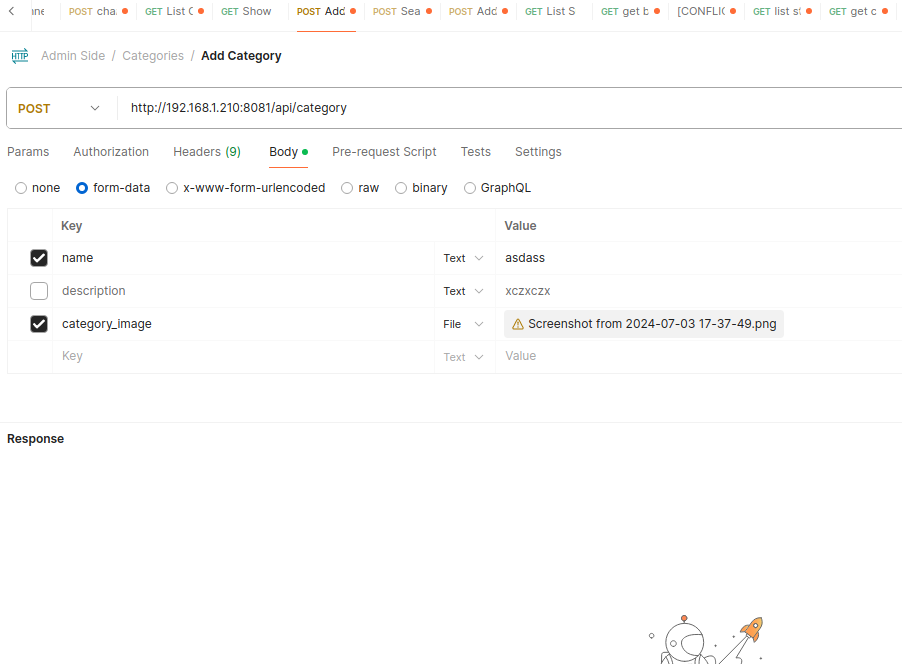 POST cha GET List C GET Show POST Add POST Sea POST Add GET List S GET get b [CONFLIC GET list s GET get c
HTTP Admin Side / Categories / Add Category
POST http://192.168.1.210:8081/api/category
Params Authorization Headers (9) Body Pre-request Script Tests Settings
none form-data x-www-form-urlencoded raw binary GraphQL
Key Value
name Text asdass
description Text xczxczx
category_image File Screenshot from 2024-07-03 17-37-49.png
Key Text Value
Response